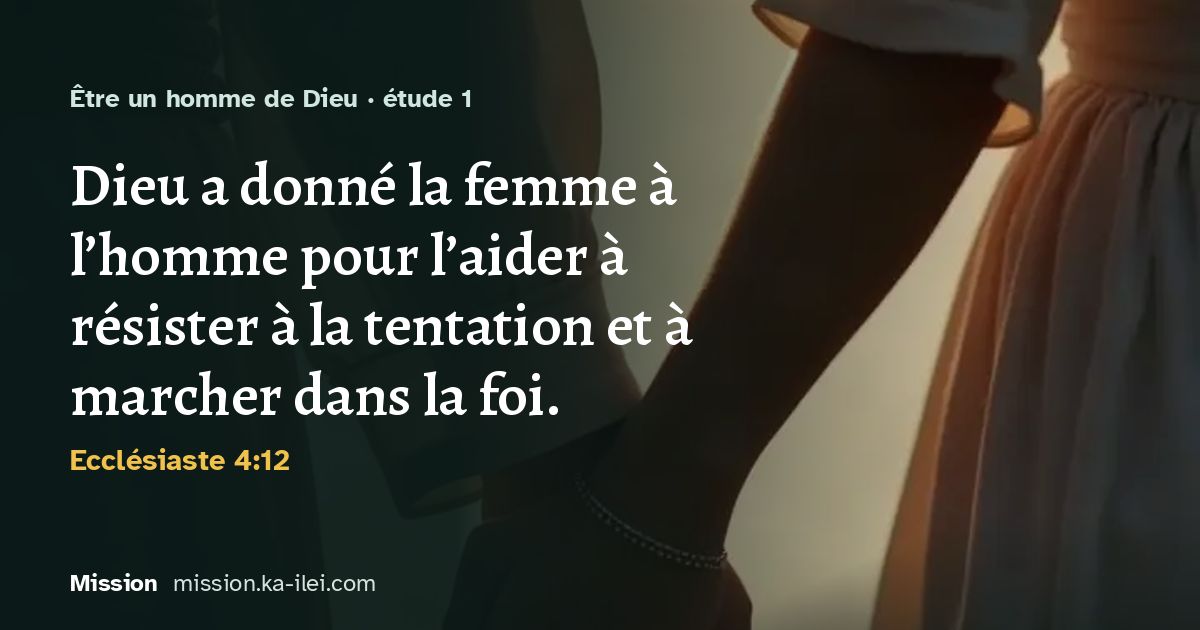 Être un homme de Dieu · étude 1
Dieu a donné la femme à
l’homme pour l’aider à
résister à la tentation et à
marcher dans la foi.
Ecclésiaste 4:12
Mission mission.ka-ilei.com